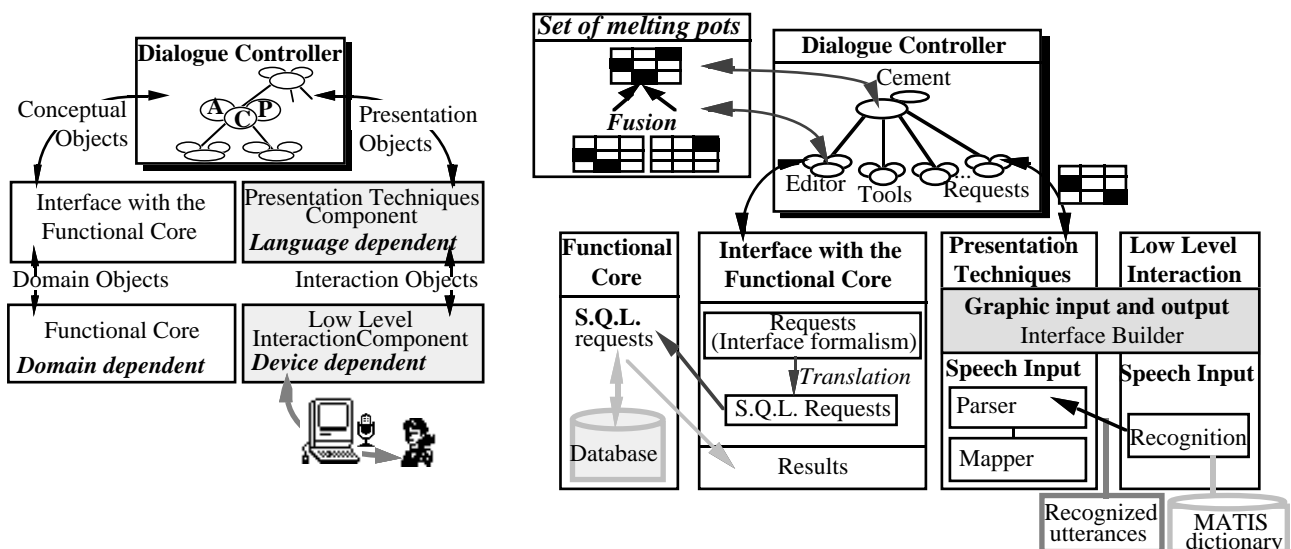 Dialogue Controller
Conceptual
Objects
A
C
P
Presentation
Objects
Interface with the
Functional Core
Presentation Techniques
Component
Language dependent
Domain Objects
Interaction Objects
Functional Core
Domain dependent
Low Level
InteractionComponent
Device dependent
Set of melting pots
Fusion
Dialogue Controller
Cement
Editor
Tools
...
Requests
Functional
Core
S.Q.L.
requests
Database
Interface with the
Functional Core
Requests
(Interface formalism)
Translation
S.Q.L. Requests
Results
Presentation
Techniques
Low Level
Interaction
Graphic input and output
Interface Builder
Speech Input
Parser
Mapper
Speech Input
Recognition
Recognized
utterances
MATIS
dictionary